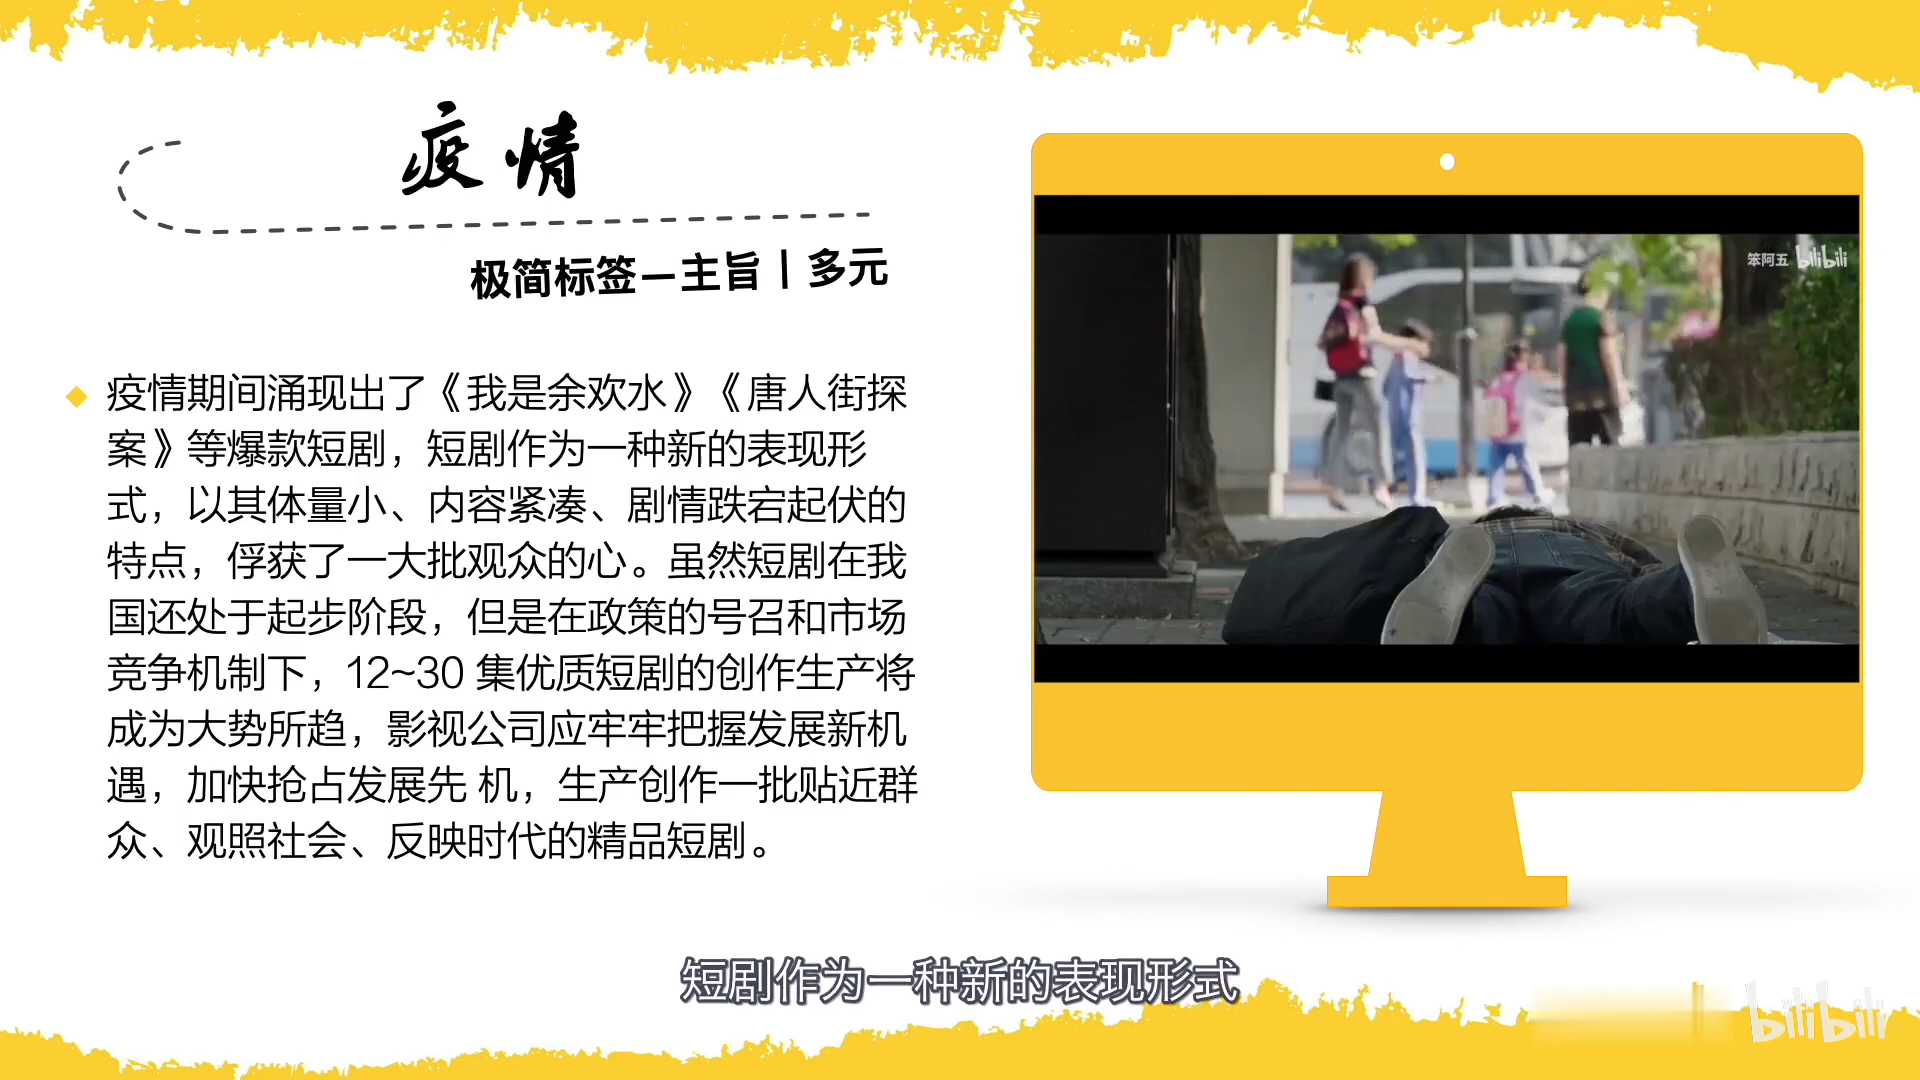 疫情
极简标签—主旨丨多元
疫情期间涌现出了《我是余欢水》《唐人街探
案》等爆款短剧，短剧作为一种新的表现形
式，以其体量小、内容紧凑、剧情跌宕起伏的
特点，俘获了一大批观众的心。虽然短剧在我
国还处于起步阶段，但是在政策的号召和市场
竞争机制下，12~30 集优质短剧的创作生产将
成为大势所趋，影视公司应牢牢把握发展新机
遇，加快抢占发展先 机，生产创作一批贴近群
众、观照社会、反映时代的精品短剧。
笨阿五 bilibili
短剧作为一种新的表现形式
bilibili